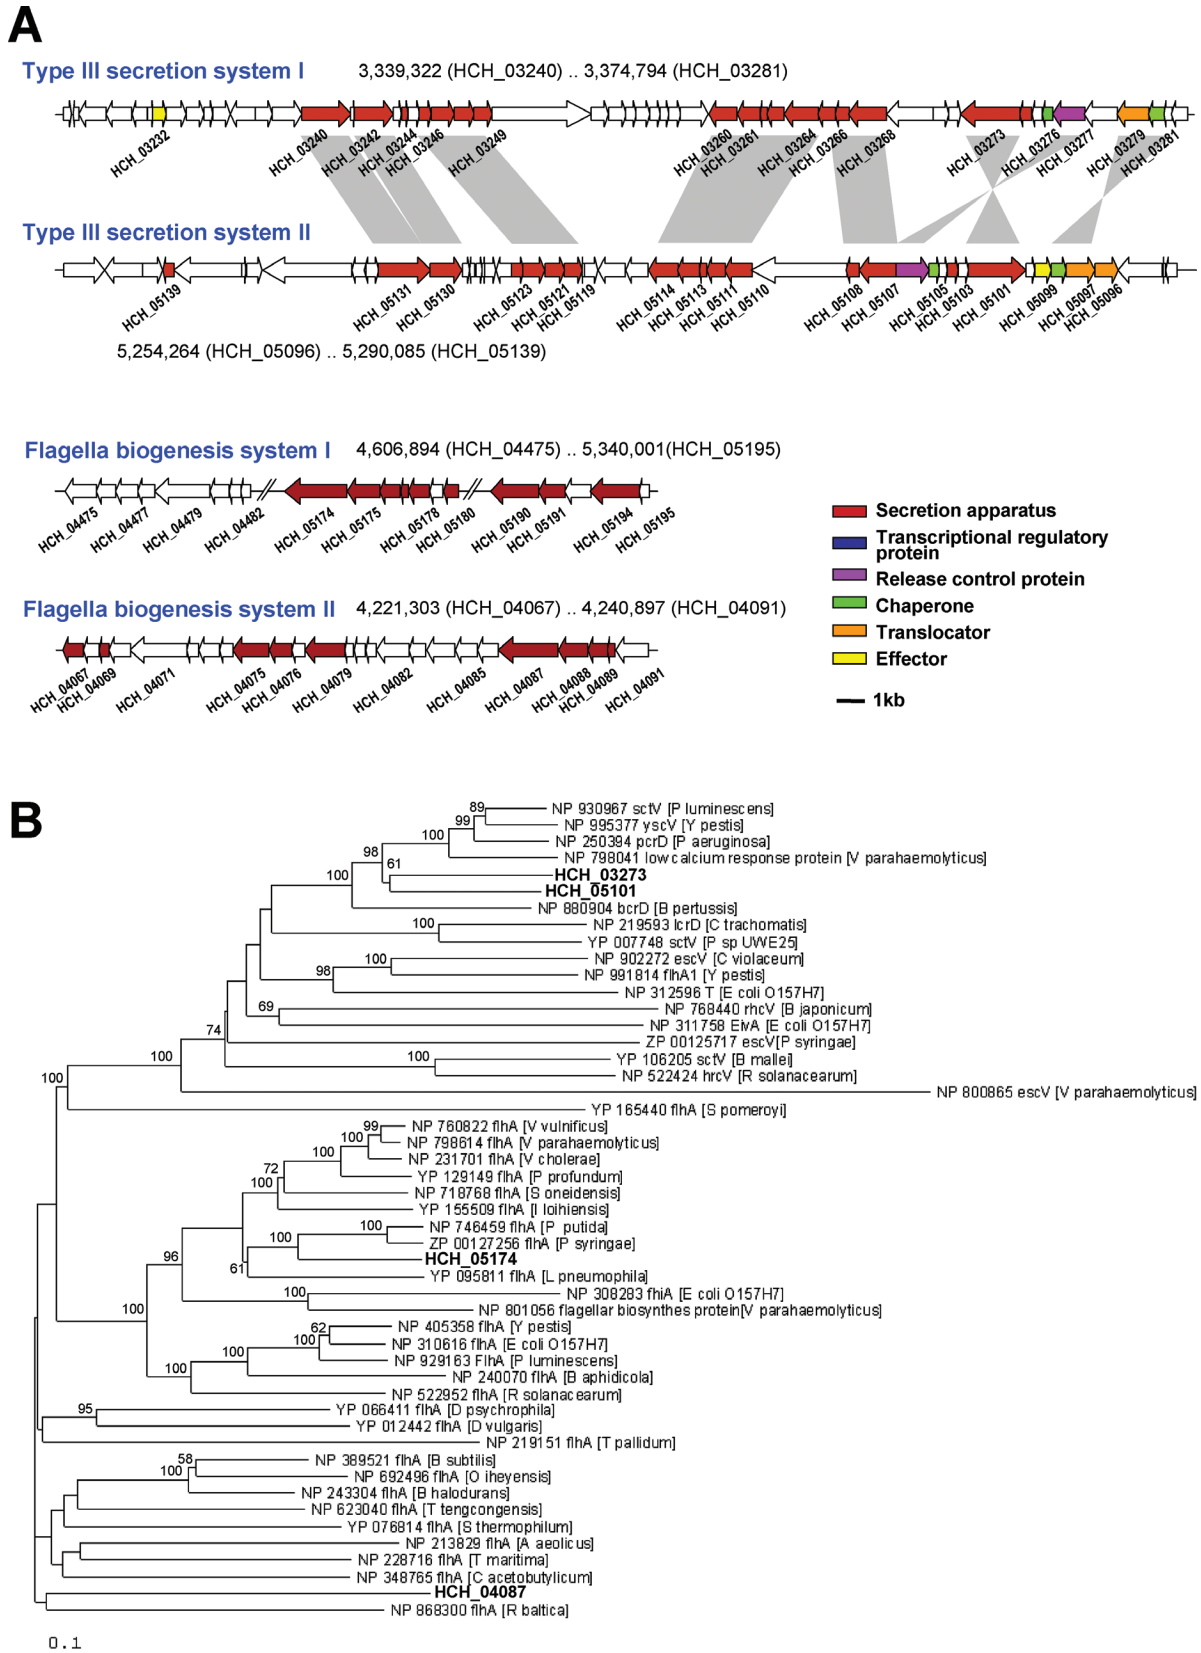 A
Type III secretion system I 3,339,322 (HCH_03240) .. 3,374,794 (HCH_03281)
HCH_03232 HCH_03240 HCH_03242 HCH_03244 HCH_03246 HCH_03249 HCH_03260 HCH_03261 HCH_03264 HCH_03266 HCH_03268 HCH_03273 HCH_03276 HCH_03277 HCH_03279 HCH_03281
Type III secretion system II
HCH_05139 HCH_05131 HCH_05130 HCH_05123 HCH_05121 HCH_05119 HCH_05114 HCH_05113 HCH_05111 HCH_05110 HCH_05108 HCH_05107 HCH_05105 HCH_05103 HCH_05101 HCH_05099 HCH_05097 HCH_05096
5,254,264 (HCH_05096) .. 5,290,085 (HCH_05139)
Flagella biogenesis system I 4,606,894 (HCH_04475) .. 5,340,001(HCH_05195)
HCH_04475 HCH_04477 HCH_04479 HCH_04482 HCH_05174 HCH_05175 HCH_05178 HCH_05180 HCH_05190 HCH_05191 HCH_05194 HCH_05195
Flagella biogenesis system II 4,221,303 (HCH_04067) .. 4,240,897 (HCH_04091)
HCH_04067 HCH_04069 HCH_04071 HCH_04075 HCH_04076 HCH_04079 HCH_04082 HCH_04085 HCH_04087 HCH_04088 HCH_04089 HCH_04091
Secretion apparatus
Transcriptional regulatory
protein
Release control protein
Chaperone
Translocator
Effector
1kb
B
89 NP 930967 sctV [P luminescens]
99 NP 995377 yscV [Y pestis]
100 NP 250394 pcrD [P aeruginosa]
98 NP 798041 low calcium response protein [V parahaemolyticus]
100 61 HCH_03273
HCH_05101
NP 880904 bcrD [B pertussis]
100 NP 219593 lcrD [C trachomatis]
YP 007748 sctV [P sp UWE25]
100 NP 902272 escV [C violaceum]
98 NP 991814 flhA1 [Y pestis]
NP 312596 T [E coli O157H7]
69 NP 768440 rhcV [B japonicum]
NP 311758 EivA [E coli O157H7]
74 ZP 00125717 escV[P syringae]
100 100 YP 106205 sctV [B mallei]
NP 522424 hrcV [R solanacearum]
100 NP 800865 escV [V parahaemolyticus]
YP 165440 flhA [S pomeroyi]
99 NP 760822 flhA [V vulnificus]
100 NP 798614 flhA [V parahaemolyticus]
100 NP 231701 flhA [V cholerae]
72 YP 129149 flhA [P profundum]
100 NP 718768 flhA [S oneidensis]
YP 155509 flhA [I loihiensis]
100 NP 746459 flhA [P putida]
100 ZP 00127256 flhA [P syringae]
96 HCH_05174
61 YP 095811 flhA [L pneumophila]
100 NP 308283 fhiA [E coli O157H7]
100 NP 801056 flagellar biosynthes protein[V parahaemolyticus]
62 NP 405358 flhA [Y pestis]
100 NP 310616 flhA [E coli O157H7]
100 NP 929163 FlhA [P luminescens]
100 NP 240070 flhA [B aphidicola]
NP 522952 flhA [R solanacearum]
95 YP 066411 flhA [D psychrophila]
YP 012442 flhA [D vulgaris]
NP 219151 flhA [T pallidum]
58 NP 389521 flhA [B subtilis]
100 NP 692496 flhA [O iheyensis]
NP 243304 flhA [B halodurans]
NP 623040 flhA [T tengcongensis]
YP 076814 flhA [S thermophilum]
NP 213829 flhA [A aeolicus]
NP 228716 flhA [T maritima]
NP 348765 flhA [C acetobutylicum]
HCH_04087
NP 868300 flhA [R baltica]
0.1